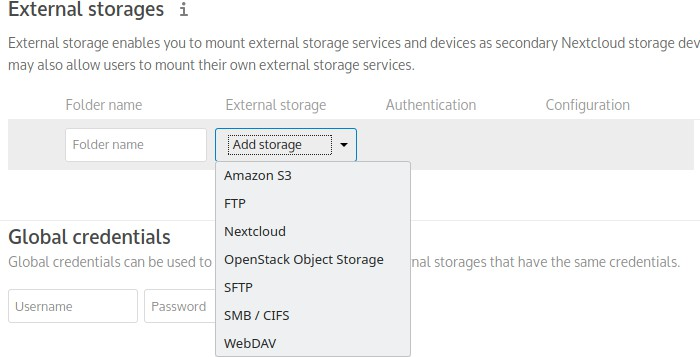 External storages i
External storage enables you to mount external storage services and devices as secondary Nextcloud storage dev
may also allow users to mount their own external storage services.
Folder name External storage Authentication Configuration
Folder name Add storage
Amazon S3
FTP
Nextcloud
OpenStack Object Storage
SFTP
SMB / CIFS
WebDAV
Global credentials
Global credentials can be used to nal storages that have the same credentials.
Username Password